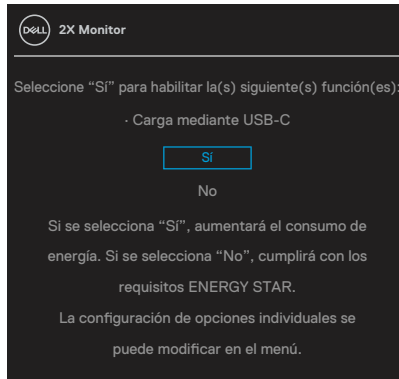 DELL 2X Monitor
Seleccione “Sí” para habilitar la(s) siguiente(s) función(es):
· Carga mediante USB-C
Sí
No
Si se selecciona “Sí”, aumentará el consumo de
energía. Si se selecciona “No”, cumplirá con los
requisitos ENERGY STAR.
La configuración de opciones individuales se
puede modificar en el menú.